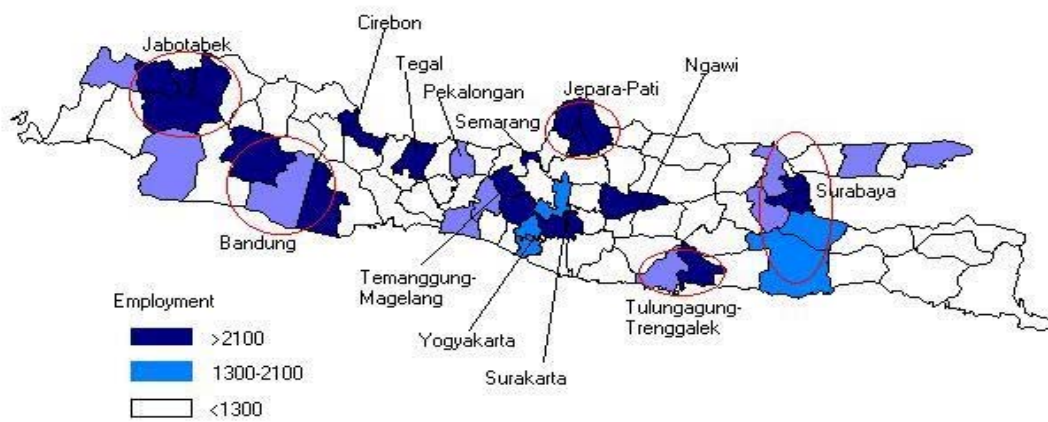 Cirebon
Jabotabek
Tegal
Ngawi
Jepara-Pati
Pekalongan
Semarang
Surabaya
Bandung
Temanggung-
Magelang
Tulungagung-
Trenggalek
Yogyakarta
Surakarta
Employment
>2100
1300-2100
<1300